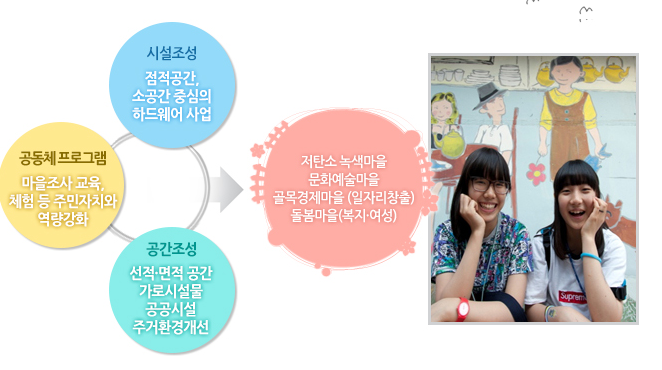 시설조성
점적공간,
소공간 중심의
하드웨어 사업
공동체 프로그램
마을조사 교육,
체험 등 주민자치와
역량강화
공간조성
선적·면적 공간
가로시설물
공공시설
주거환경개선
저탄소 녹색마을
문화예술마을
골목경제마을 (일자리창출)
돌봄마을(복지·여성)
Supreme